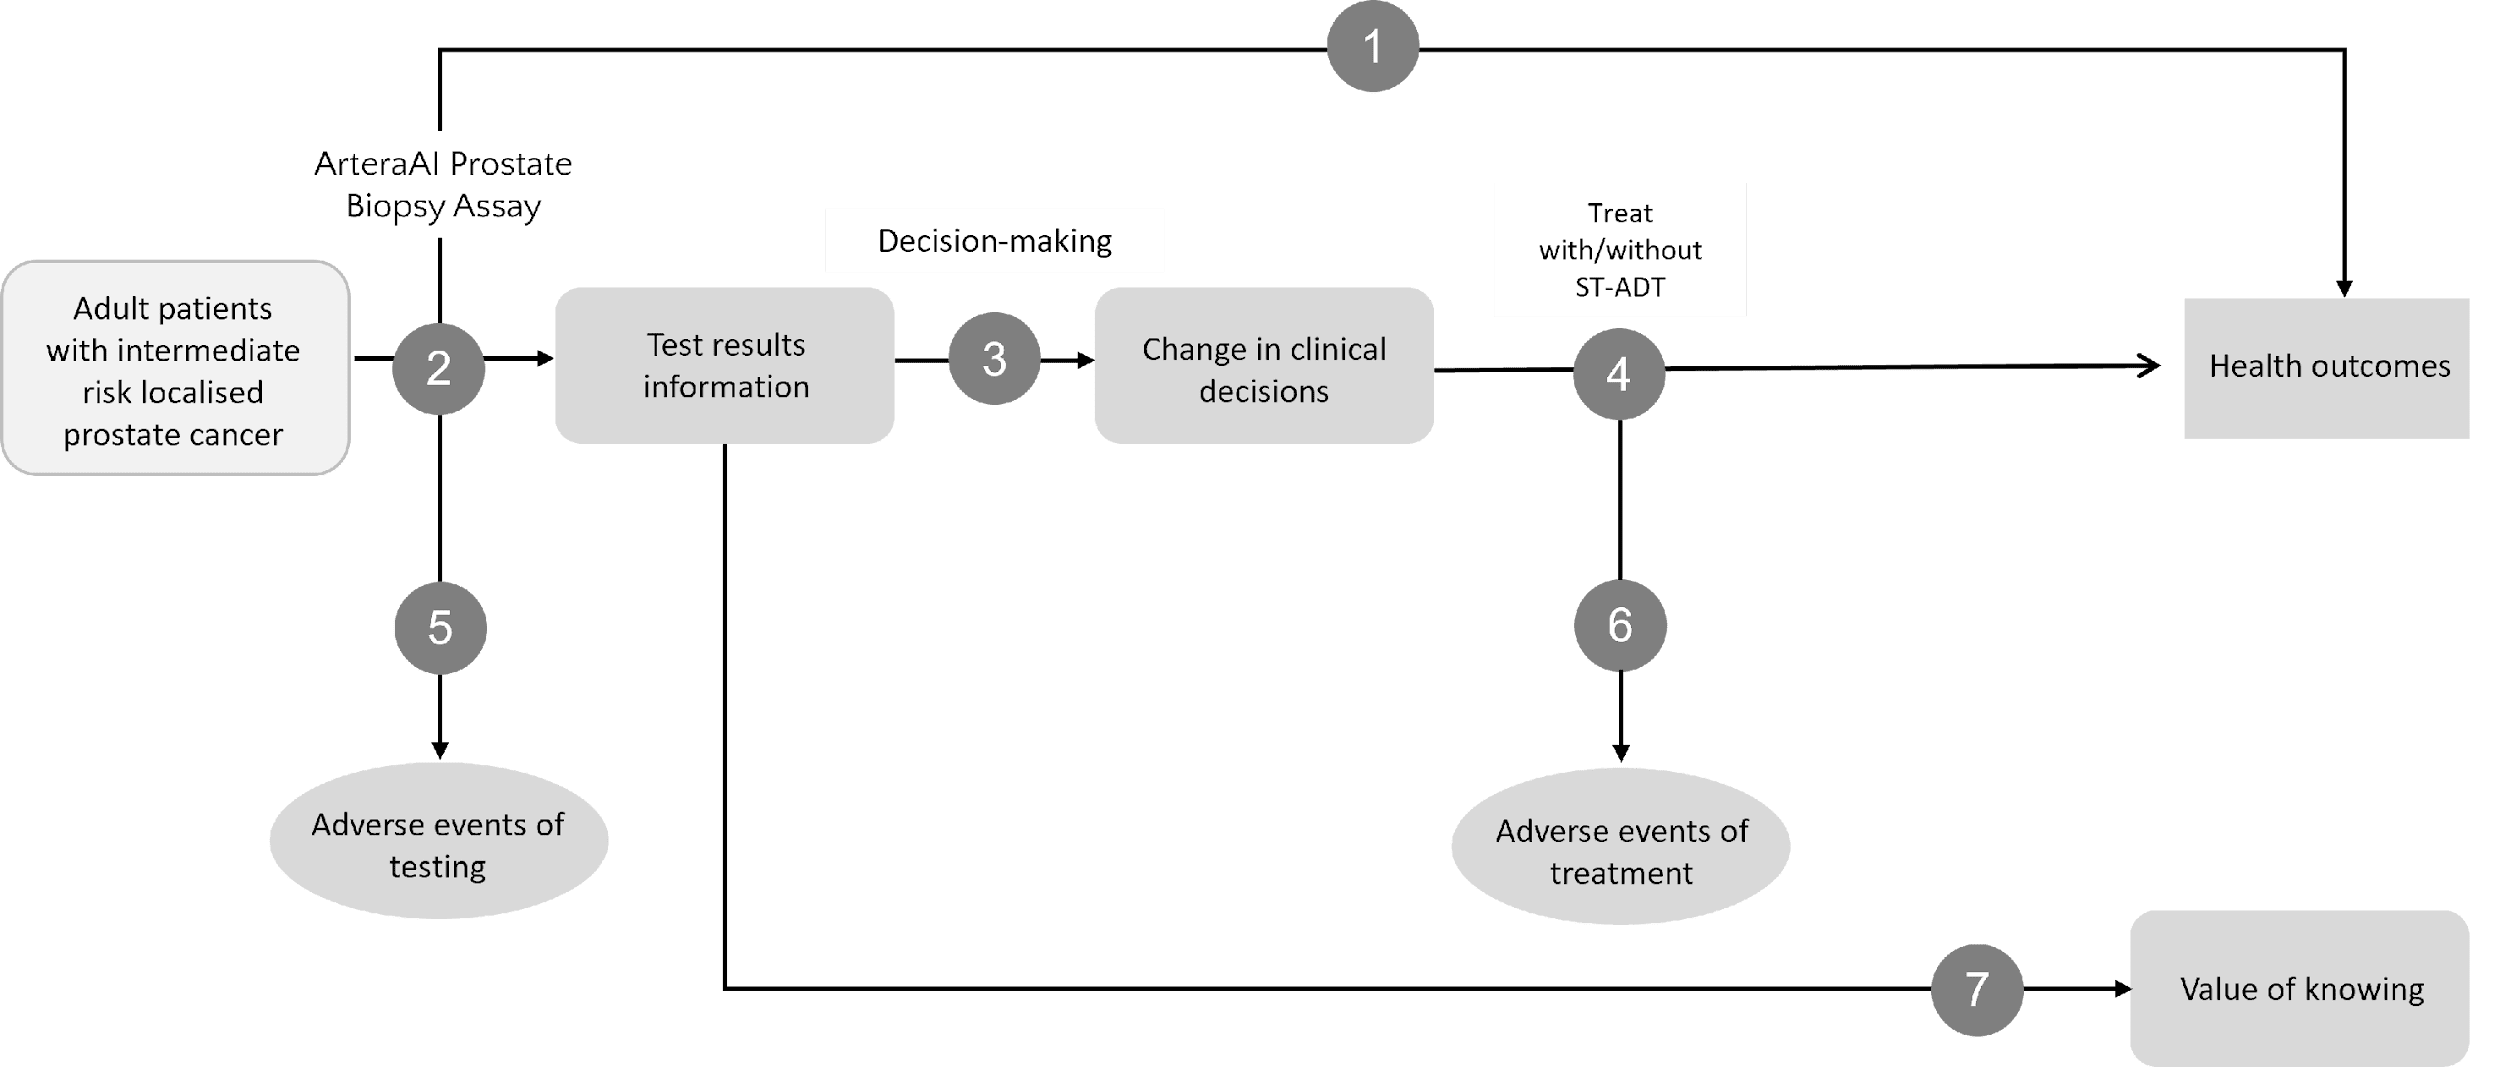 1
ArteraAI Prostate
Biopsy Assay
Adult patients
with intermediate
risk localised
prostate cancer
2
Test results
information
Decision-making
3
Change in clinical
decisions
Treat
with/without
ST-ADT
4
Health outcomes
5
Adverse events of
testing
6
Adverse events of
treatment
7
Value of knowing